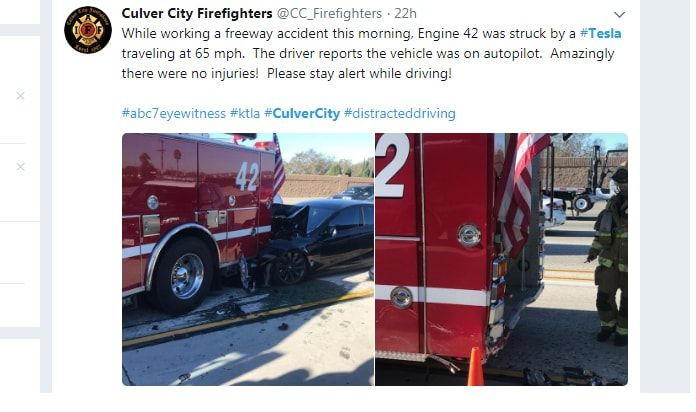 Culver City Firefighters @CC_Firefighters · 22h
While working a freeway accident this morning, Engine 42 was struck by a #Tesla
traveling at 65 mph.  The driver reports the vehicle was on autopilot.  Amazingly
there were no injuries!  Please stay alert while driving!
#abc7eyewitness #ktla #CulverCity #distracteddriving
42
2